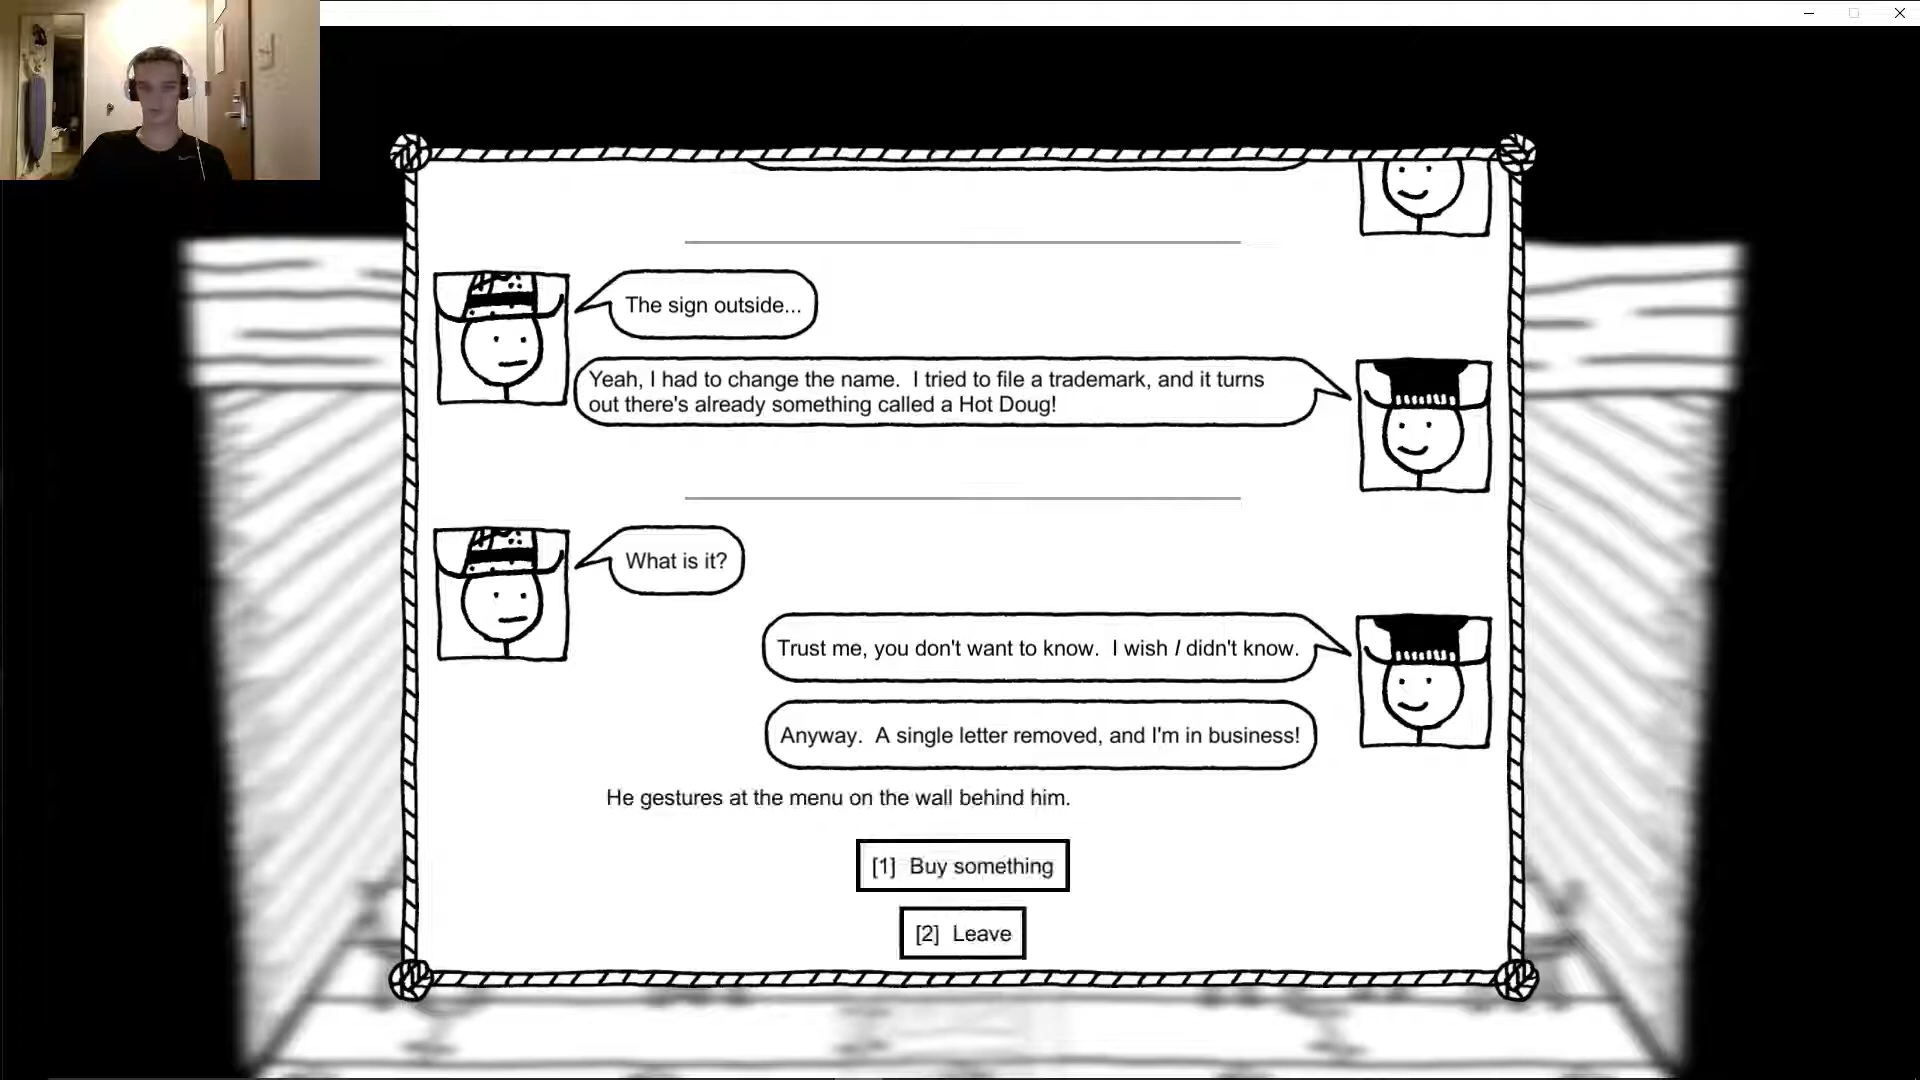 The sign outside...
Yeah, I had to change the name.  I tried to file a trademark, and it turns
out there's already something called a Hot Doug!
What is it?
Trust me, you don't want to know.  I wish I didn't know.
Anyway.  A single letter removed, and I'm in business!
He gestures at the menu on the wall behind him.
[1]  Buy something
[2]  Leave